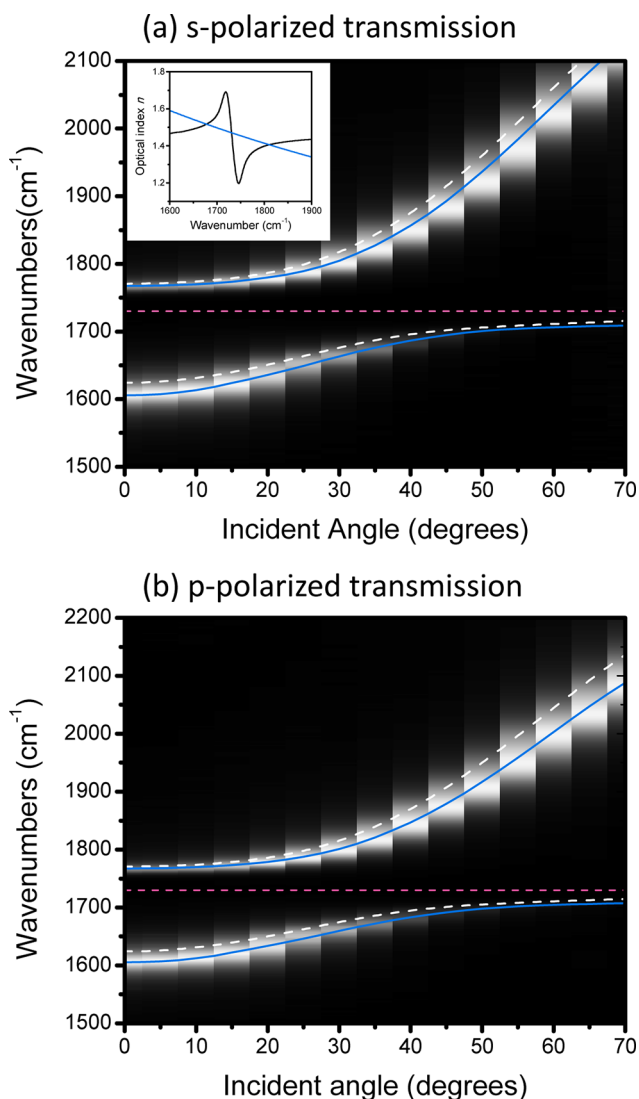 (a) s-polarized transmission
2100
2000
1900
1800
1700
1600
1500
Wavenumbers(cm⁻¹)
1.8
1.6
1.4
1.2
Optical index n
1600 1700 1800 1900
Wavenumber (cm⁻¹)
0 10 20 30 40 50 60 70
Incident Angle (degrees)
(b) p-polarized transmission
2200
2100
2000
1900
1800
1700
1600
1500
Wavenumbers (cm⁻¹)
0 10 20 30 40 50 60 70
Incident angle (degrees)